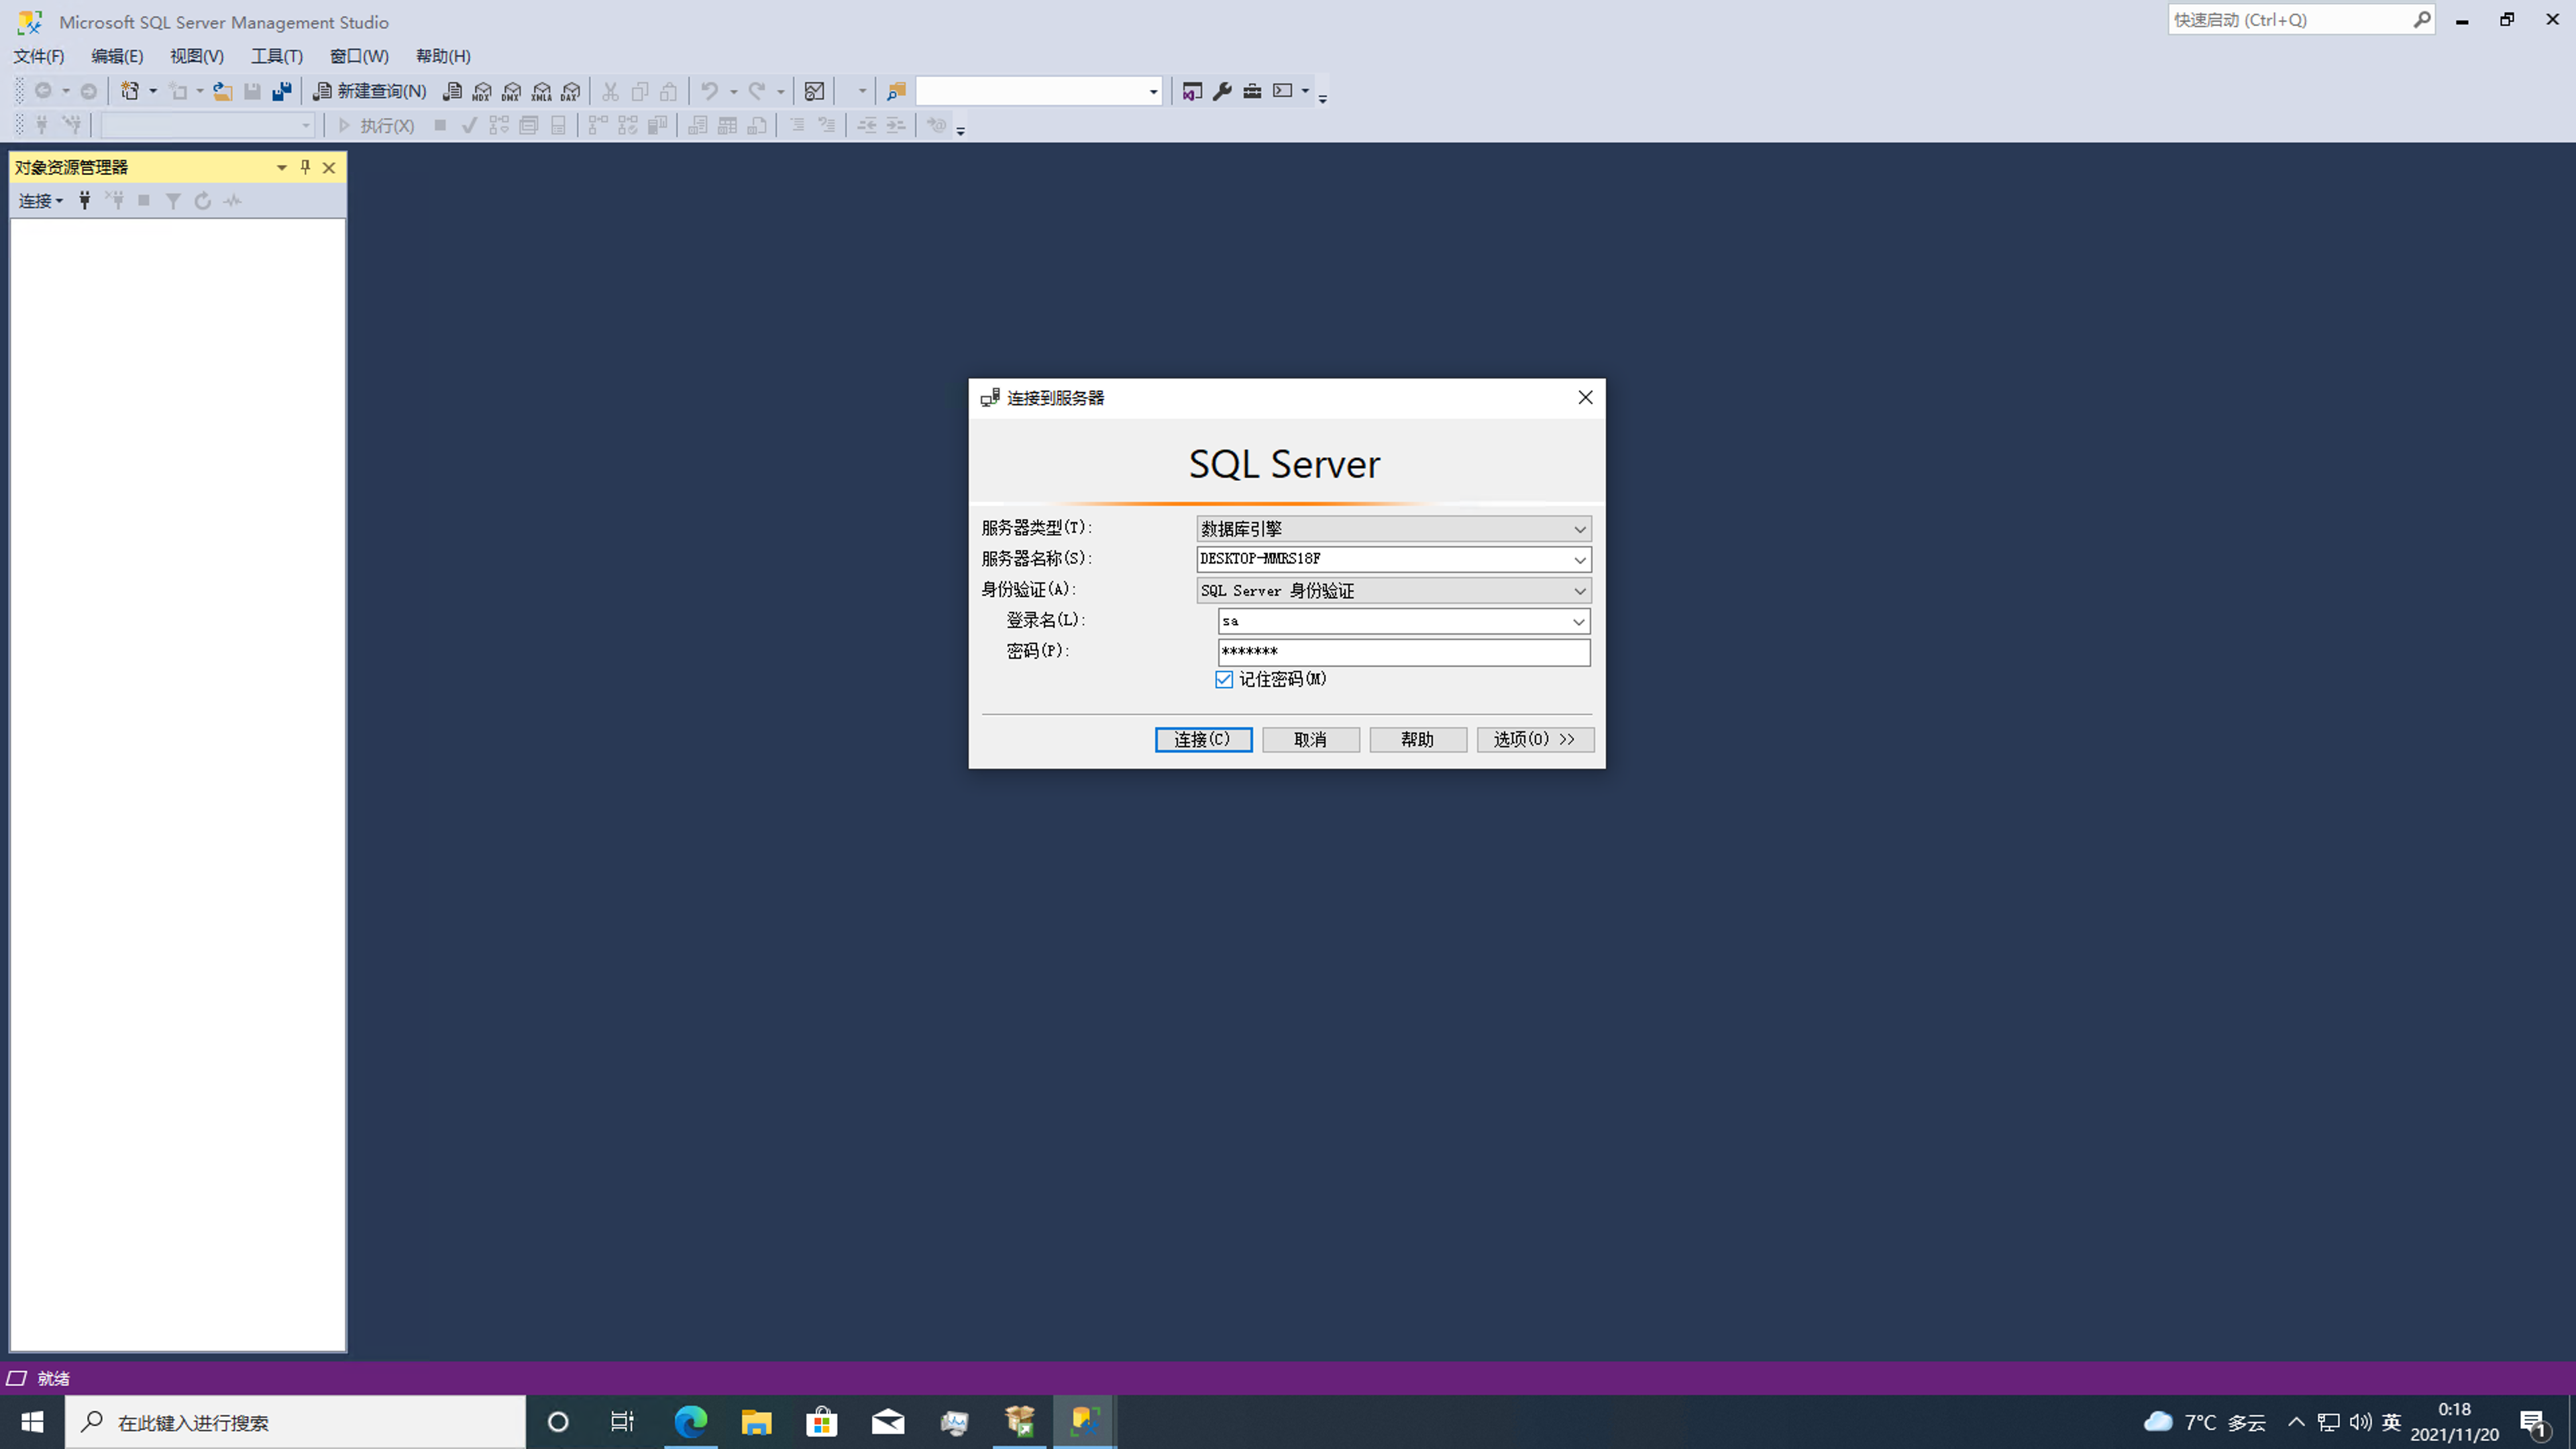 Microsoft SQL Server Management Studio
快速启动 (Ctrl+Q)
文件(F) 编辑(E) 视图(V) 工具(T) 窗口(W) 帮助(H)
新建查询(N) MDX DMX XMLA DAX
执行(X)
对象资源管理器
连接
连接到服务器
SQL Server
服务器类型(T): 数据库引擎
服务器名称(S): DESKTOP-MMRS18F
身份验证(A): SQL Server 身份验证
登录名(L): sa
密码(P): *******
记住密码(M)
连接(C) 取消 帮助 选项(O) >>
就绪
在此键入进行搜索
7°C 多云 英 0:18
2021/11/20
1